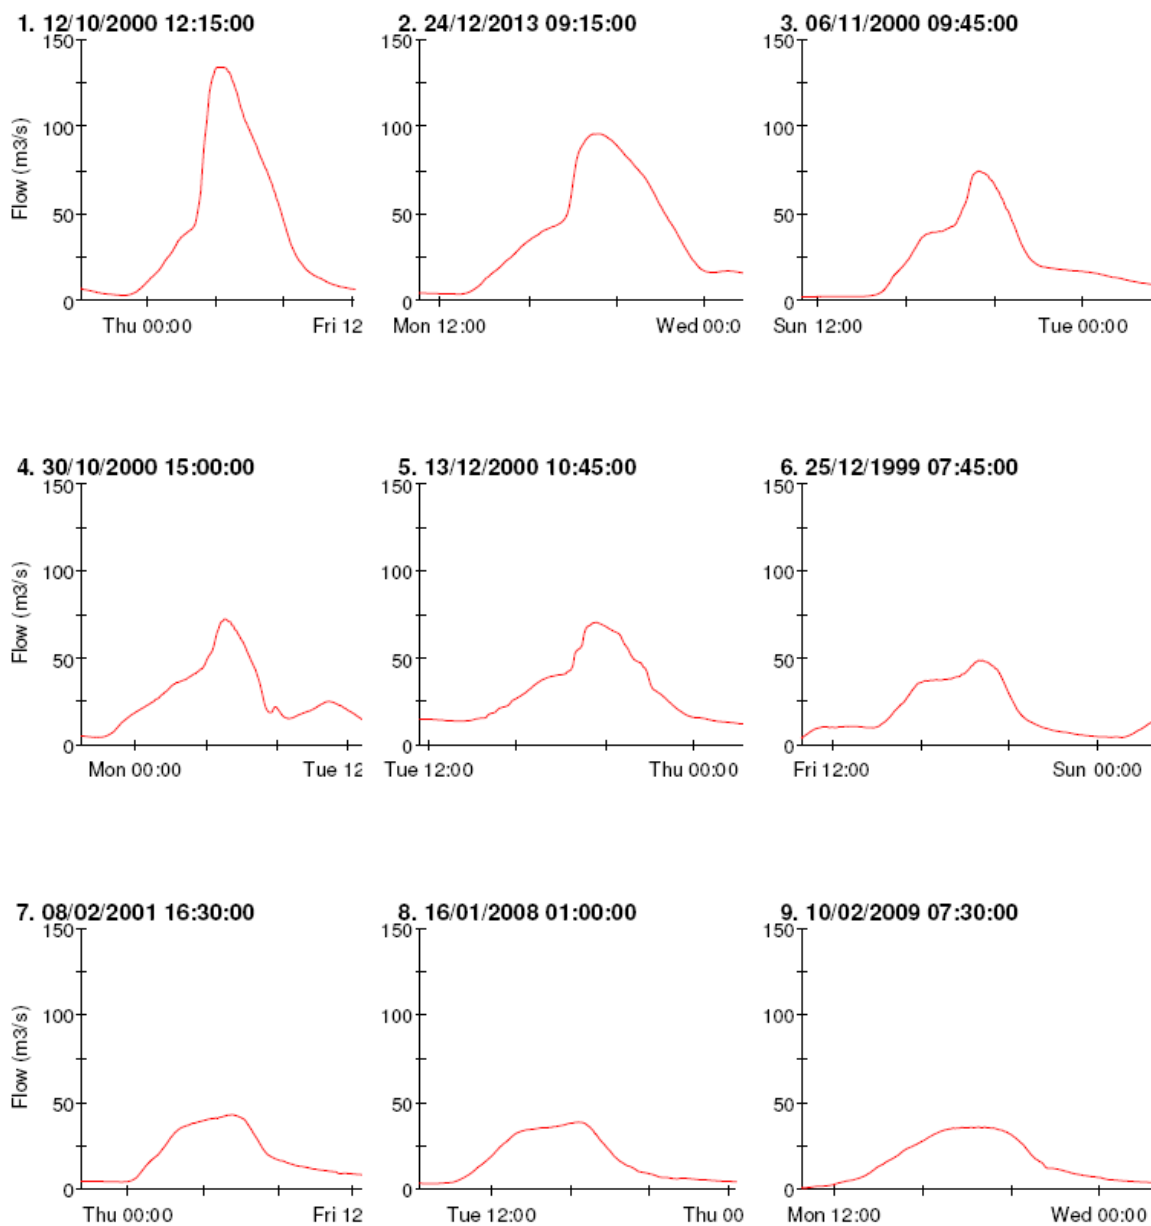 1. 12/10/2000 12:15:00
2. 24/12/2013 09:15:00
3. 06/11/2000 09:45:00
150
100
50
0
Flow (m3/s)
Thu 00:00
Fri 12
150
100
50
0
Mon 12:00
Wed 00:0
150
100
50
0
Sun 12:00
Tue 00:00
4. 30/10/2000 15:00:00
5. 13/12/2000 10:45:00
6. 25/12/1999 07:45:00
150
100
50
0
Flow (m3/s)
Mon 00:00
Tue 12
150
100
50
0
Tue 12:00
Thu 00:00
150
100
50
0
Fri 12:00
Sun 00:00
7. 08/02/2001 16:30:00
8. 16/01/2008 01:00:00
9. 10/02/2009 07:30:00
150
100
50
0
Flow (m3/s)
Thu 00:00
Fri 12
150
100
50
0
Tue 12:00
Thu 00
150
100
50
0
Mon 12:00
Wed 00:00